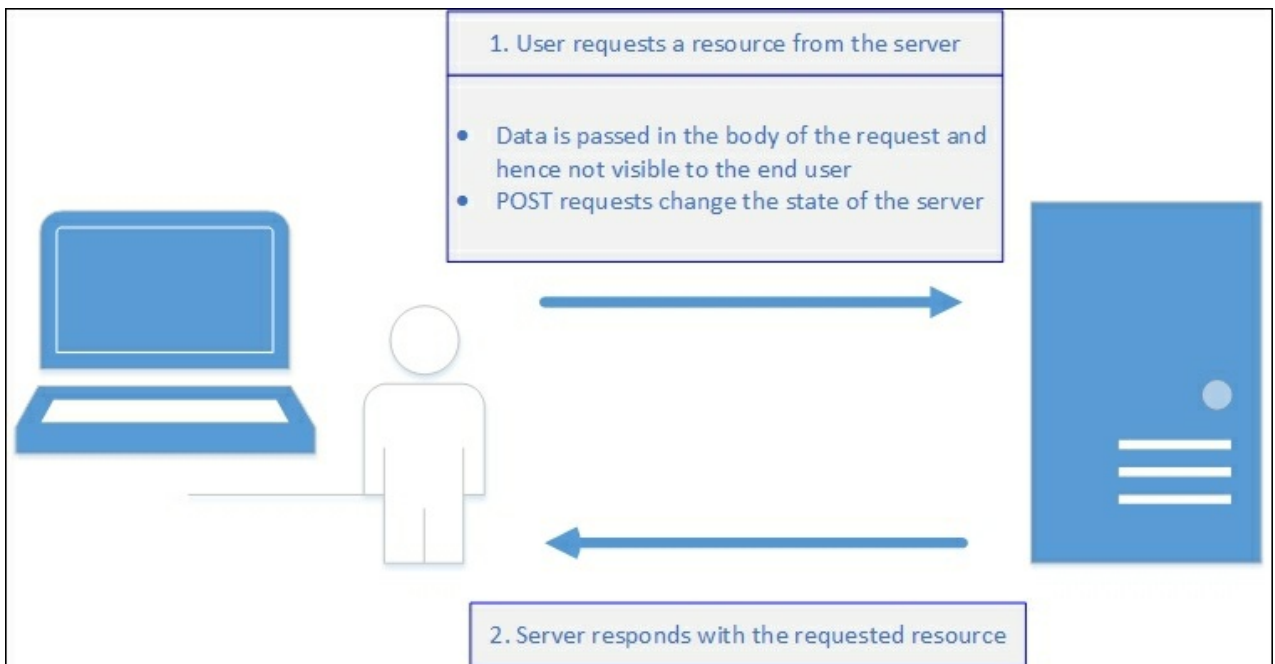 1. User requests a resource from the server
• Data is passed in the body of the request and
hence not visible to the end user
• POST requests change the state of the server
2. Server responds with the requested resource